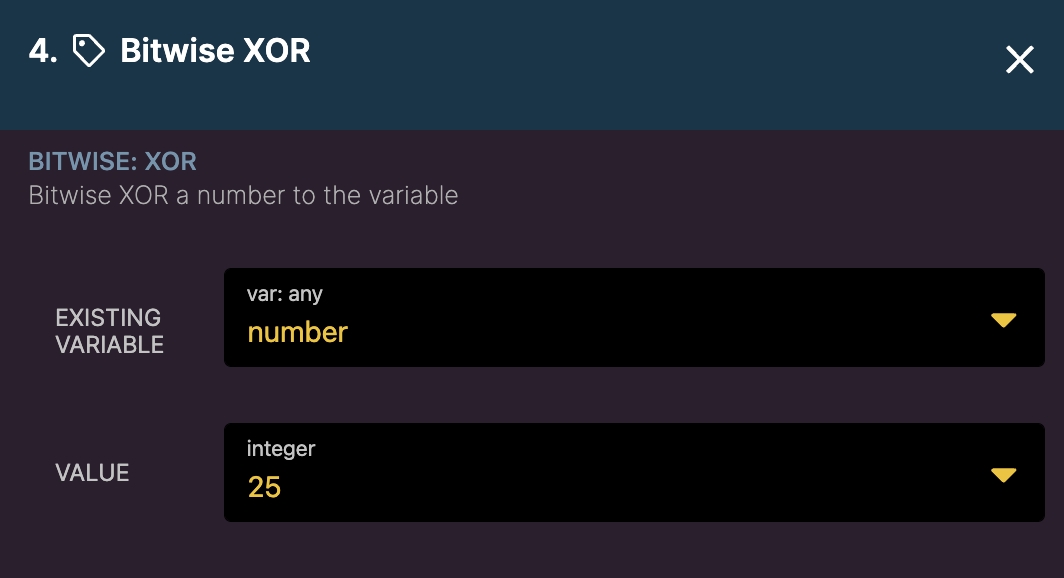 4. Bitwise XOR
BITWISE: XOR
Bitwise XOR a number to the variable
EXISTING
VARIABLE
var: any
number
VALUE
integer
25